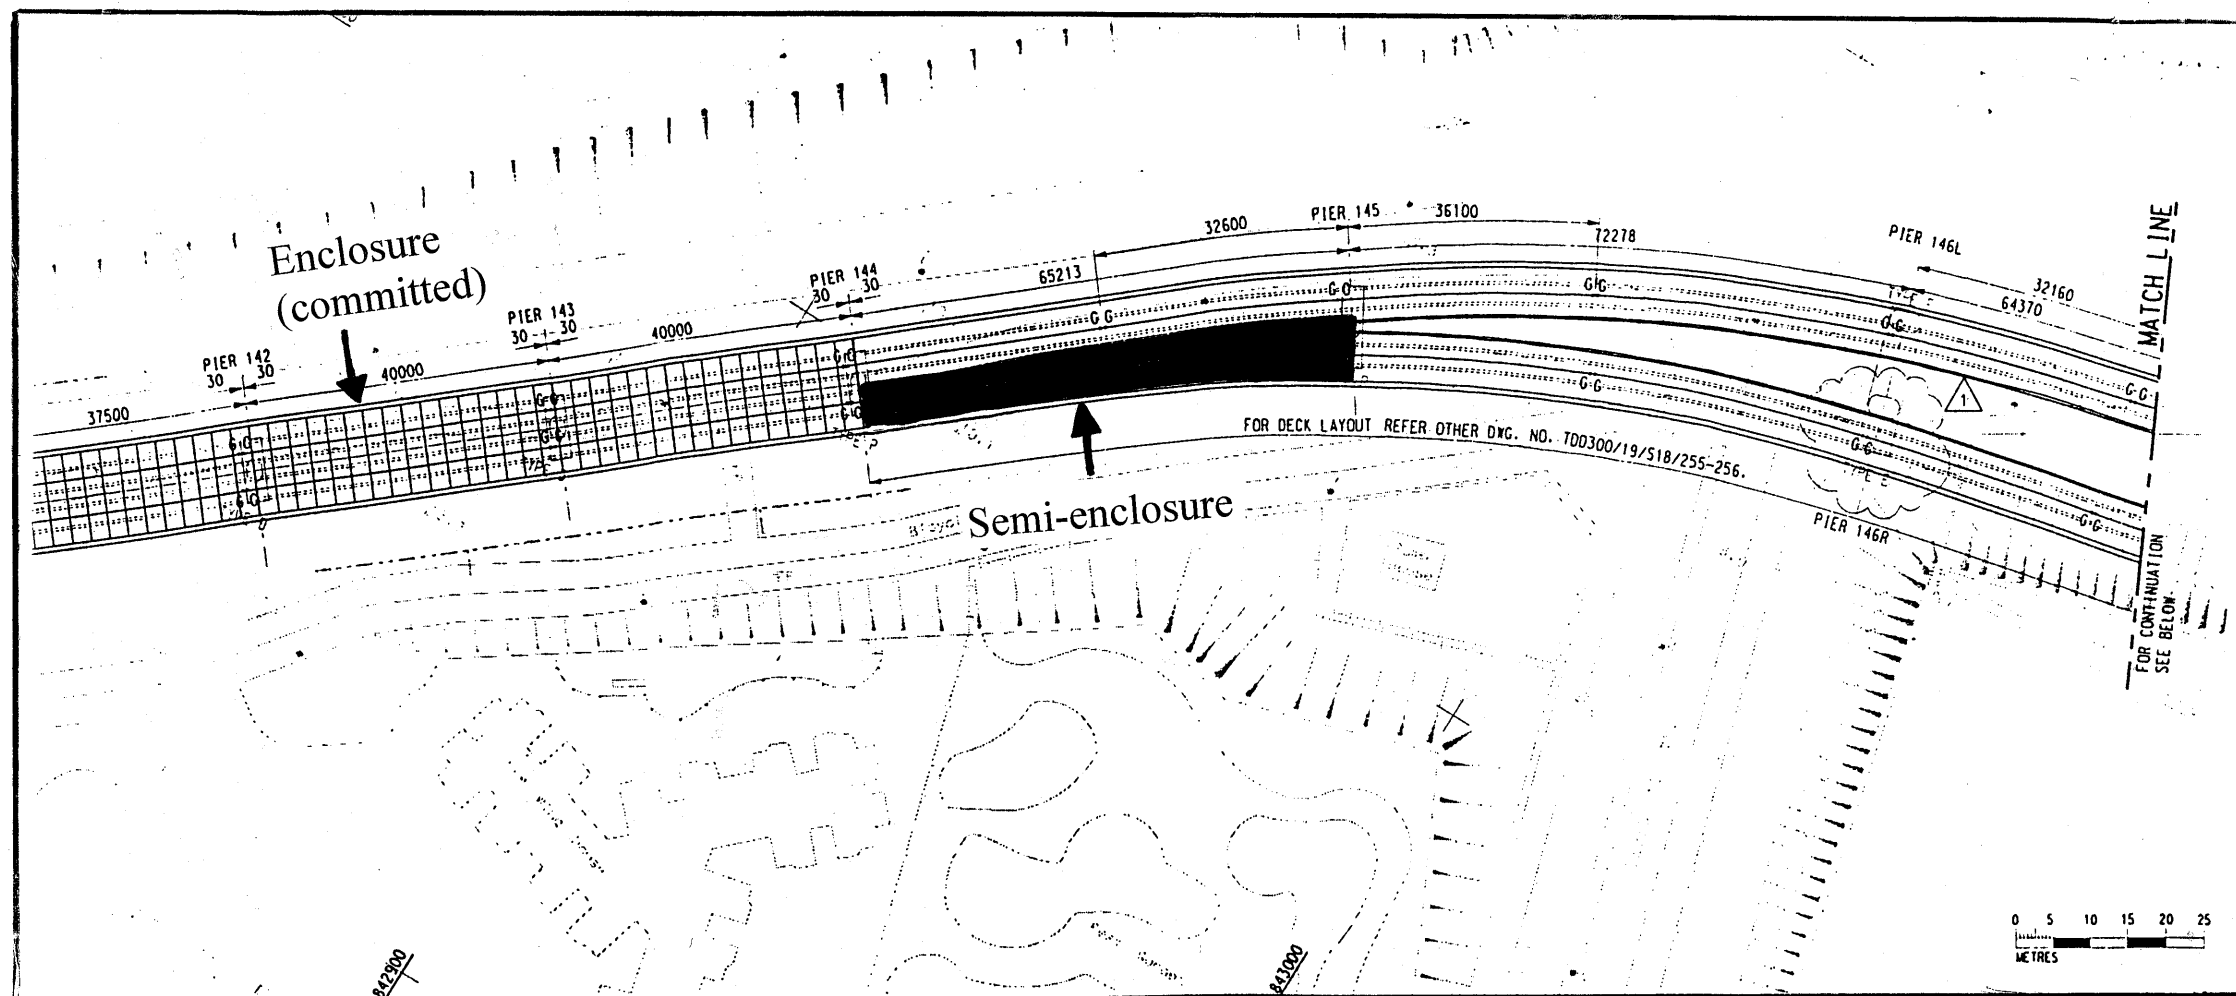 Enclosure
(committed)
PIER 142
30 30
37500
40000
PIER 143
30 30
40000
PIER 144
30 30
65213
32600
PIER 145
36100
72278
PIER 146L
32160
64370
MATCH LINE
G G
G G
G G
G G
G G
G G
1
FOR DECK LAYOUT REFER OTHER DWG. NO. TDD300/19/S18/255-256.
Semi-enclosure
PIER 146R
FOR CONTINUATION
SEE BELOW
842900
843000
0 5 10 15 20 25
METRES